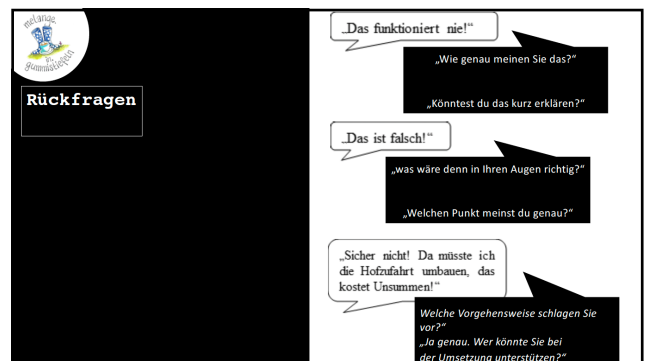 melange
in
gummistiefeln
Rückfragen
„Das funktioniert nie!“
„Wie genau meinen Sie das?“
„Könntest du das kurz erklären?“
„Das ist falsch!“
„was wäre denn in Ihren Augen richtig?“
„Welchen Punkt meinst du genau?“
„Sicher nicht! Da müsste ich
die Hofzufahrt umbauen, das
kostet Unsummen!“
Welche Vorgehensweise schlagen Sie
vor?“
„Ja genau. Wer könnte Sie bei
der Umsetzung unterstützen?“